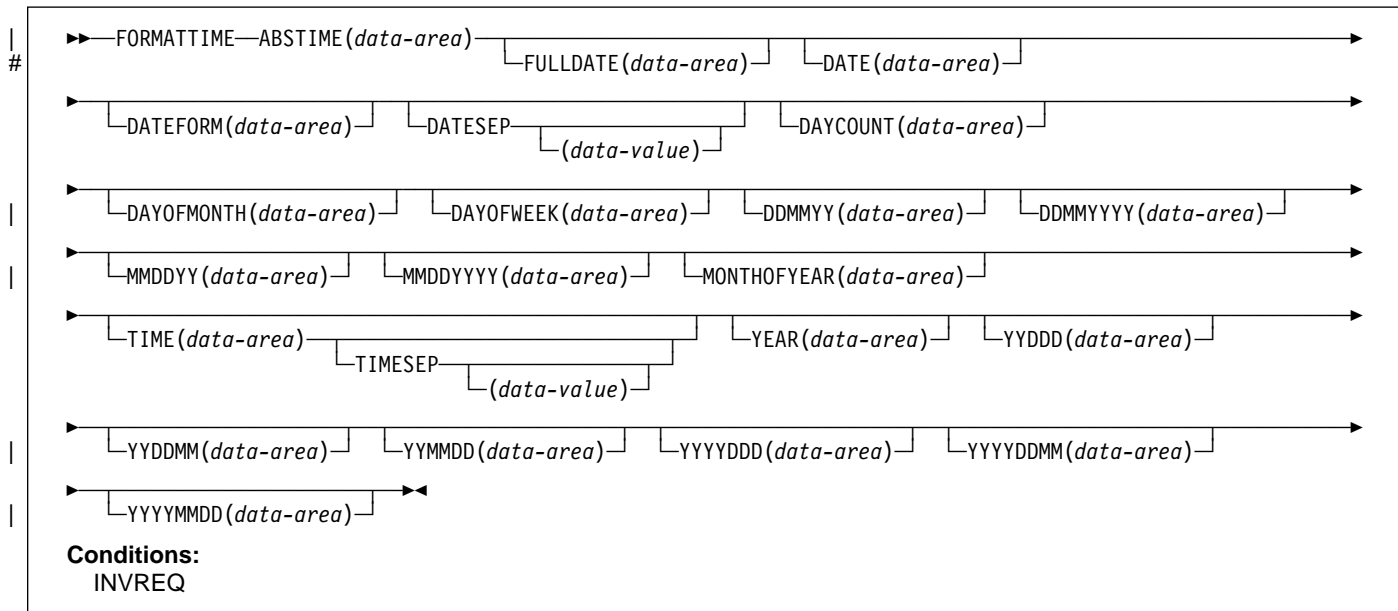 | FORMATTIME ABSTIME(data-area)
# FULLDATE(data-area) DATE(data-area)
DATEFORM(data-area) DATESEP DAYCOUNT(data-area)
(data-value)
| DAYOFMONTH(data-area) DAYOFWEEK(data-area) DDMMYY(data-area) DDMMYYYY(data-area)
| MMDDYY(data-area) MMDDYYYY(data-area) MONTHOFYEAR(data-area)
TIME(data-area) YEAR(data-area) YYDDD(data-area)
TIMESEP
(data-value)
| YYDDMM(data-area) YYMMDD(data-area) YYYYDDD(data-area) YYYYDDMM(data-area)
| YYYYMMDD(data-area)
Conditions:
INVREQ